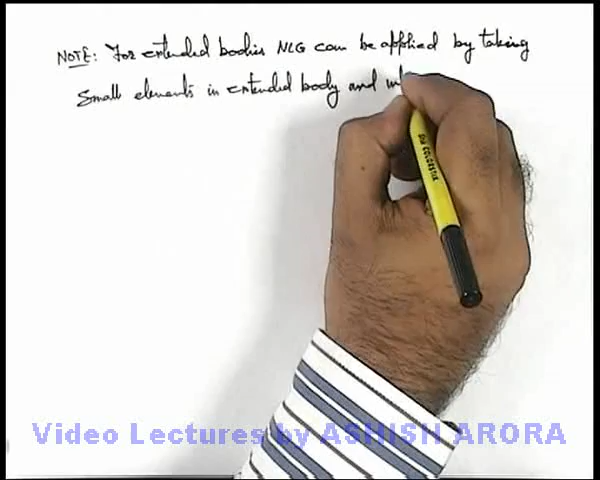 NOTE: For extended bodies NLG can be applied by taking
Small elements in extended body and
Video Lectures by ASHISH ARORA